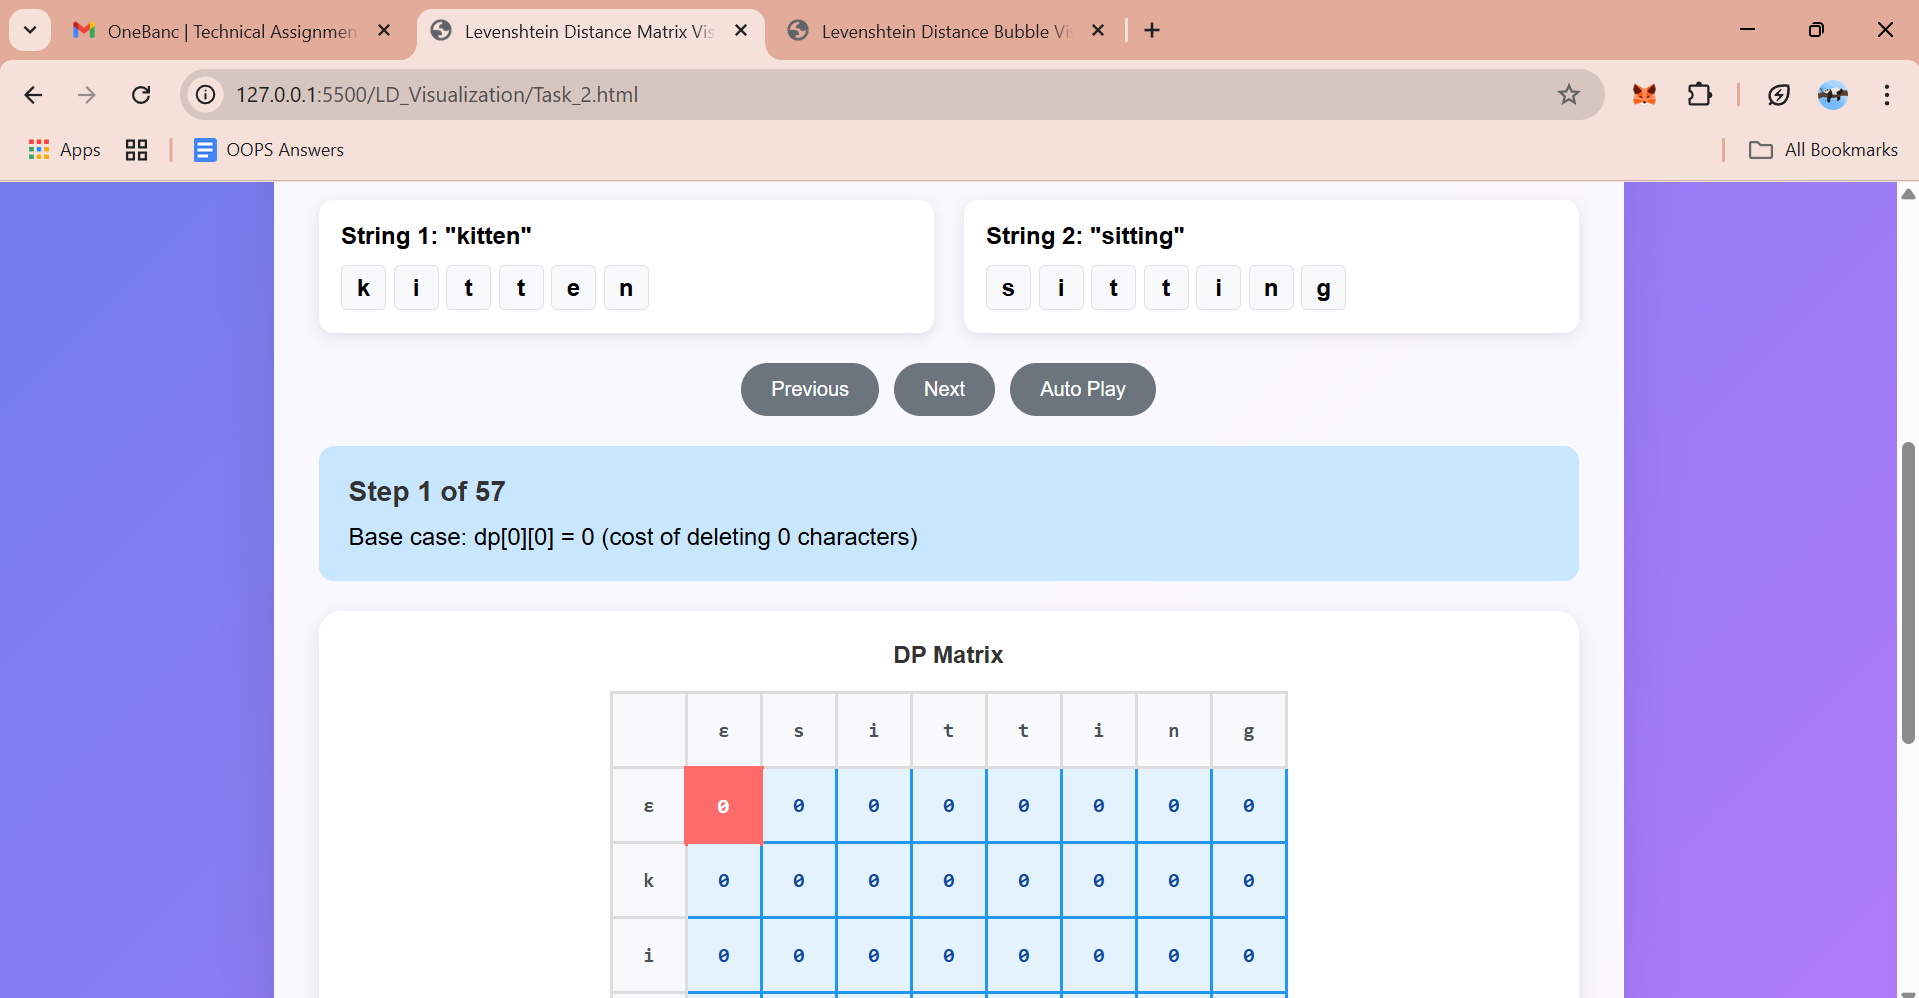 OneBanc | Technical Assignmen
Levenshtein Distance Matrix Vis
Levenshtein Distance Bubble Vi
127.0.0.1:5500/LD_Visualization/Task_2.html
Apps
OOPS Answers
All Bookmarks
String 1: "kitten"
k i t t e n
String 2: "sitting"
s i t t i n g
Previous
Next
Auto Play
Step 1 of 57
Base case: dp[0][0] = 0 (cost of deleting 0 characters)
DP Matrix
ε s i t t i n g
ε 0 0 0 0 0 0 0 0
k 0 0 0 0 0 0 0 0
i 0 0 0 0 0 0 0 0